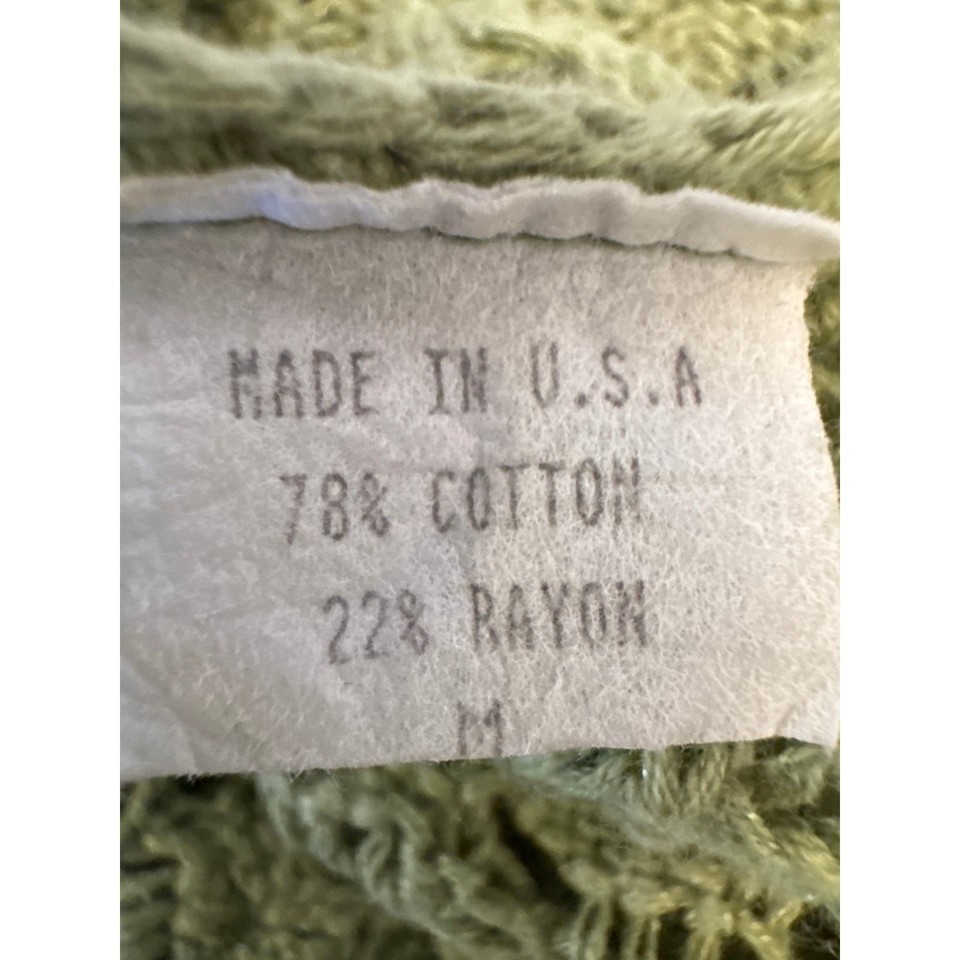 MADE IN U.S.A
78% COTTON
22% RAYON
M